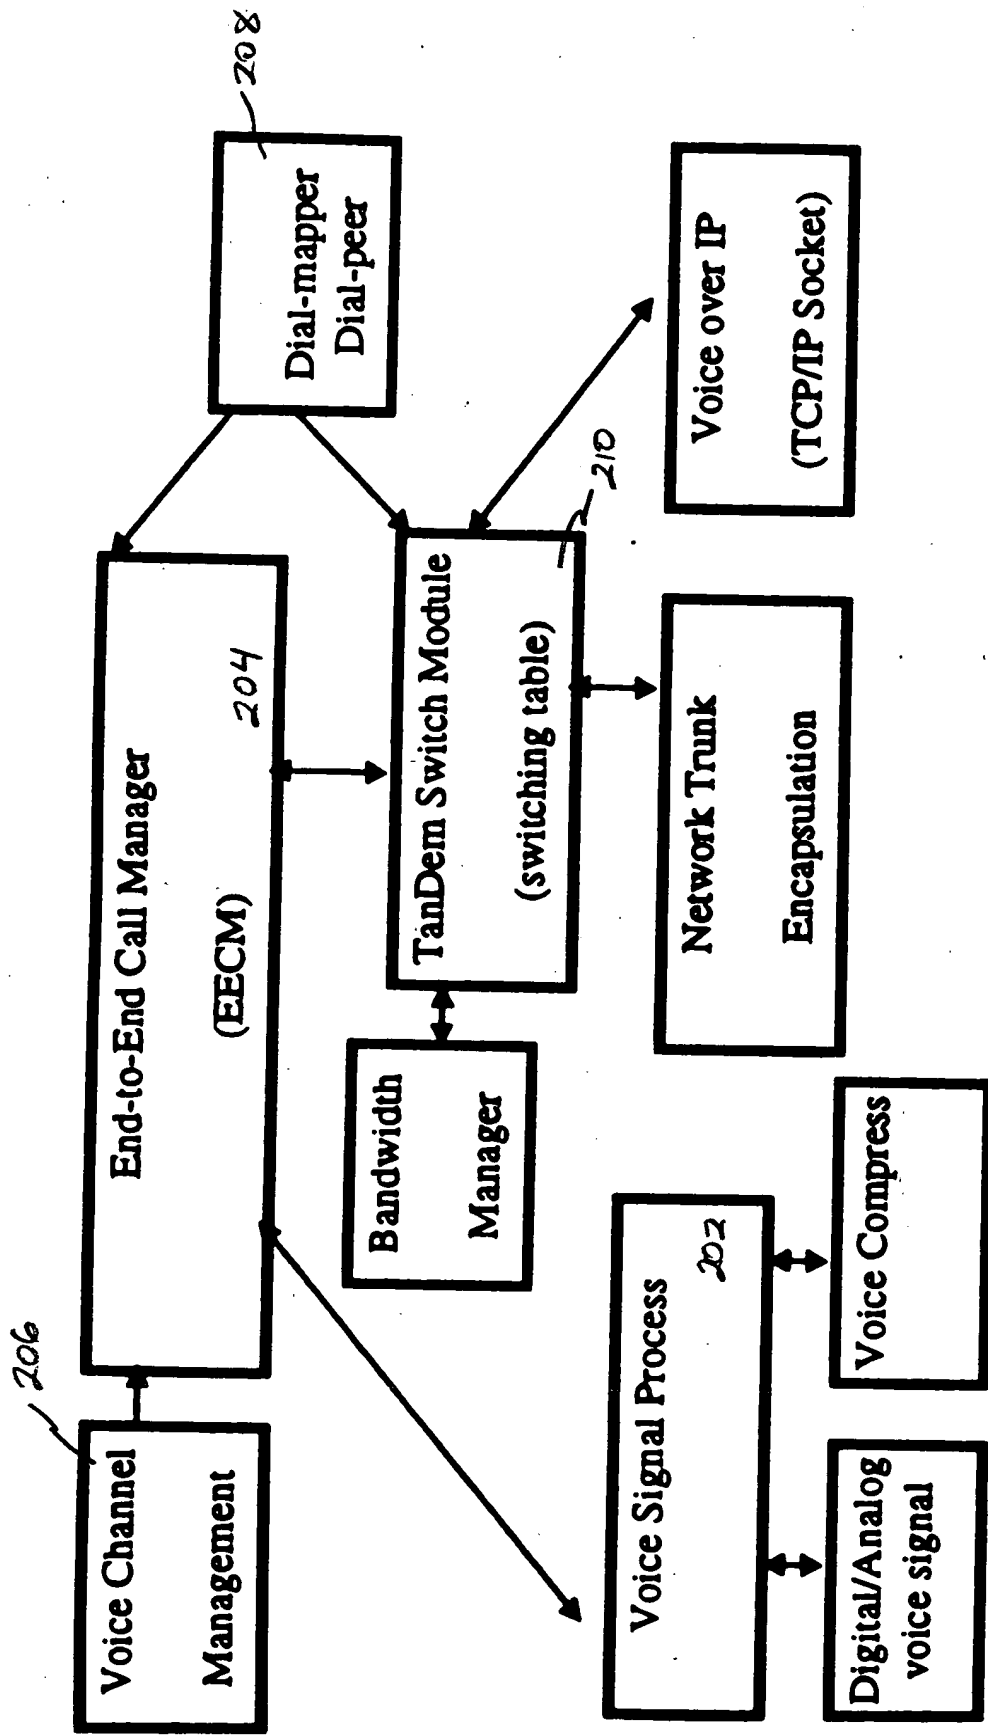 206
Voice Channel
Management
End-to-End Call Manager
(EECM)
204
208
Dial-mapper
Dial-peer
Bandwidth
Manager
TanDem Switch Module
(switching table)
210
Voice Signal Process
202
Network Trunk
Encapsulation
Voice over IP
(TCP/IP Socket)
Digital/Analog
voice signal
Voice Compress